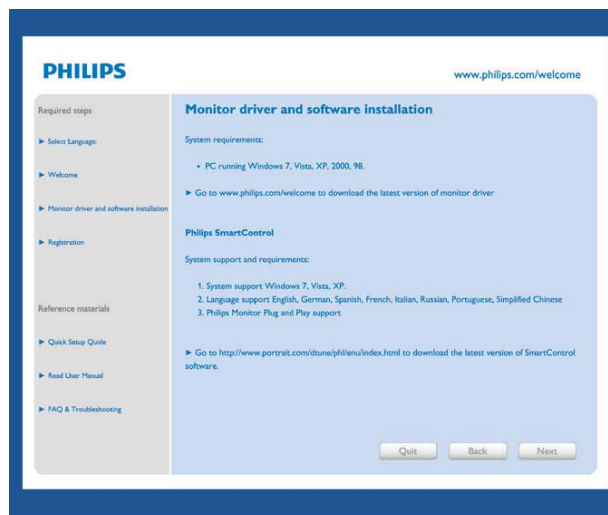 PHILIPS
www.philips.com/welcome
Required steps
► Select Language:
► Welcome
► Monitor driver and software installation
► Registration
Reference materials
► Quick Setup Quide
► Read User Manual
► FAQ & Troubleshooting
Monitor driver and software installation
System requirements:
• PC running Windows 7, Vista, XP, 2000, 98.
► Go to www.philips.com/welcome to download the latest version of monitor driver
Philips SmartControl
System support and requirements:
1. System support Windows 7, Vista, XP.
2. Language support English, German, Spanish, French, Italian, Russian, Portuguese, Simplified Chinese
3. Philips Monitor Plug and Play support
► Go to http://www.portrait.com/dtune/phl/enu/index.html to download the latest version of SmartControl
software.
Quit
Back
Next